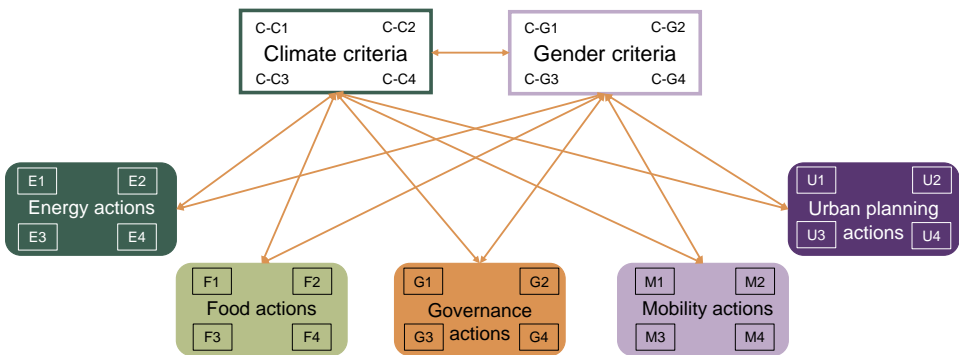 C-C1 C-C2
Climate criteria
C-C3 C-C4
C-G1 C-G2
Gender criteria
C-G3 C-G4
E1 E2
Energy actions
E3 E4
U1 U2
Urban planning
actions
U3 U4
F1 F2
Food actions
F3 F4
G1 G2
Governance
actions
G3 G4
M1 M2
Mobility actions
M3 M4